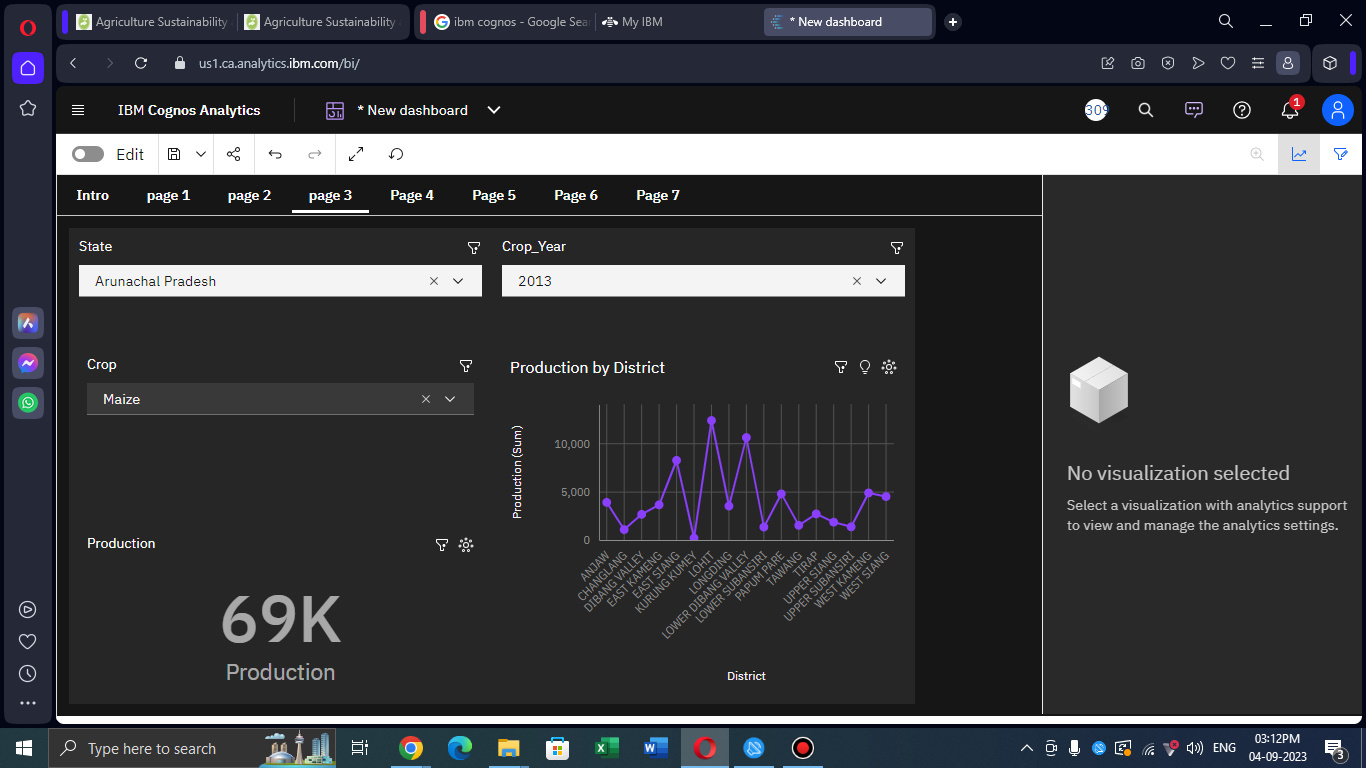 Agriculture Sustainability
Agriculture Sustainability
ibm cognos - Google Sea
My IBM
* New dashboard
us1.ca.analytics.ibm.com/bi/
IBM Cognos Analytics
* New dashboard
309
1
Edit
Intro
page 1
page 2
page 3
Page 4
Page 5
Page 6
Page 7
State
Crop_Year
Arunachal Pradesh
2013
Crop
Maize
Production by District
Production (Sum)
10,000
5,000
0
ANJAW
CHANGLANG
DIBANG VALLEY
EAST KAMENG
EAST SIANG
KURUNG KUMEY
LOHIT
LONGDING
LOWER DIBANG VALLEY
LOWER SUBANSIRI
PAPUM PARE
TAWANG
TIRAP
UPPER SIANG
UPPER SUBANSIRI
WEST KAMENG
WEST SIANG
District
Production
69K
Production
No visualization selected
Select a visualization with analytics support
to view and manage the analytics settings.
Type here to search
ENG
03:12PM
04-09-2023
3